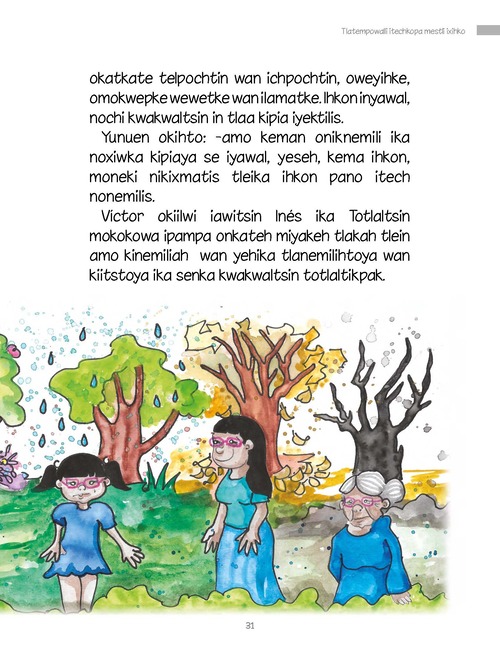 Tlatempowalli itechkopa mestli ixihko
okatkate telpochtin wan ichpochtin, oweyihke,
omokwepke wewetke wan ilamatke. Ihkon inyawal,
nochi kwakwaltsin in tlaa kipia iyektilis.
Yunuen okihto: -amo keman oniknemili ika
noxiwka kipiaya se iyawal, yeseh, kema ihkon,
moneki nikixmatis tleika ihkon pano itech
nonemilis.
Victor okiilwi iawitsin Inés ika Totlaltsin
mokokowa ipampa onkateh miyakeh tlakah tlein
amo kinemiliah wan yehika tlanemilihtoya wan
kiitstoya ika senka kwakwaltsin totlaltikpak.
31